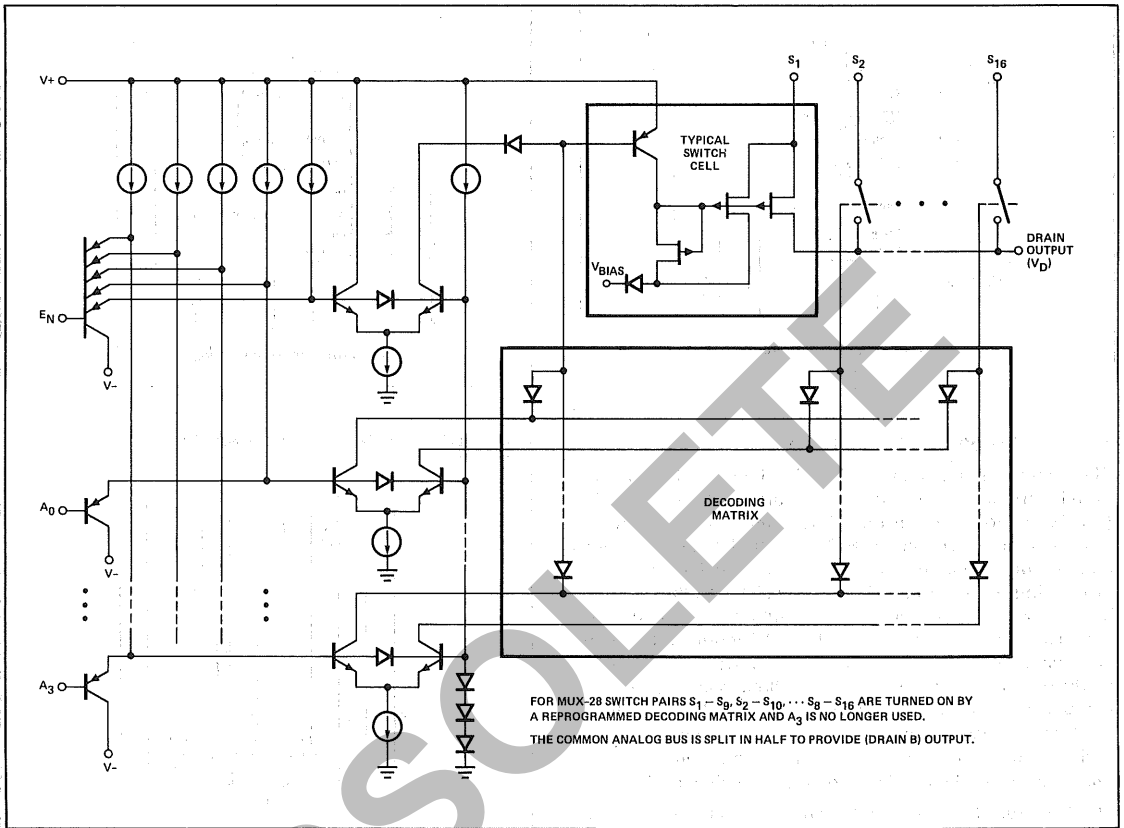 V+
S1
S2
S16
TYPICAL
SWITCH
CELL
DRAIN
OUTPUT
(VD)
VBIAS
EN
V–
A0
V–
DECODING
MATRIX
A3
V–
FOR MUX-28 SWITCH PAIRS S1 – S9, S2 – S10, · · · S8 – S16 ARE TURNED ON BY
A REPROGRAMMED DECODING MATRIX AND A3 IS NO LONGER USED.
THE COMMON ANALOG BUS IS SPLIT IN HALF TO PROVIDE (DRAIN B) OUTPUT.
OBSOLETE